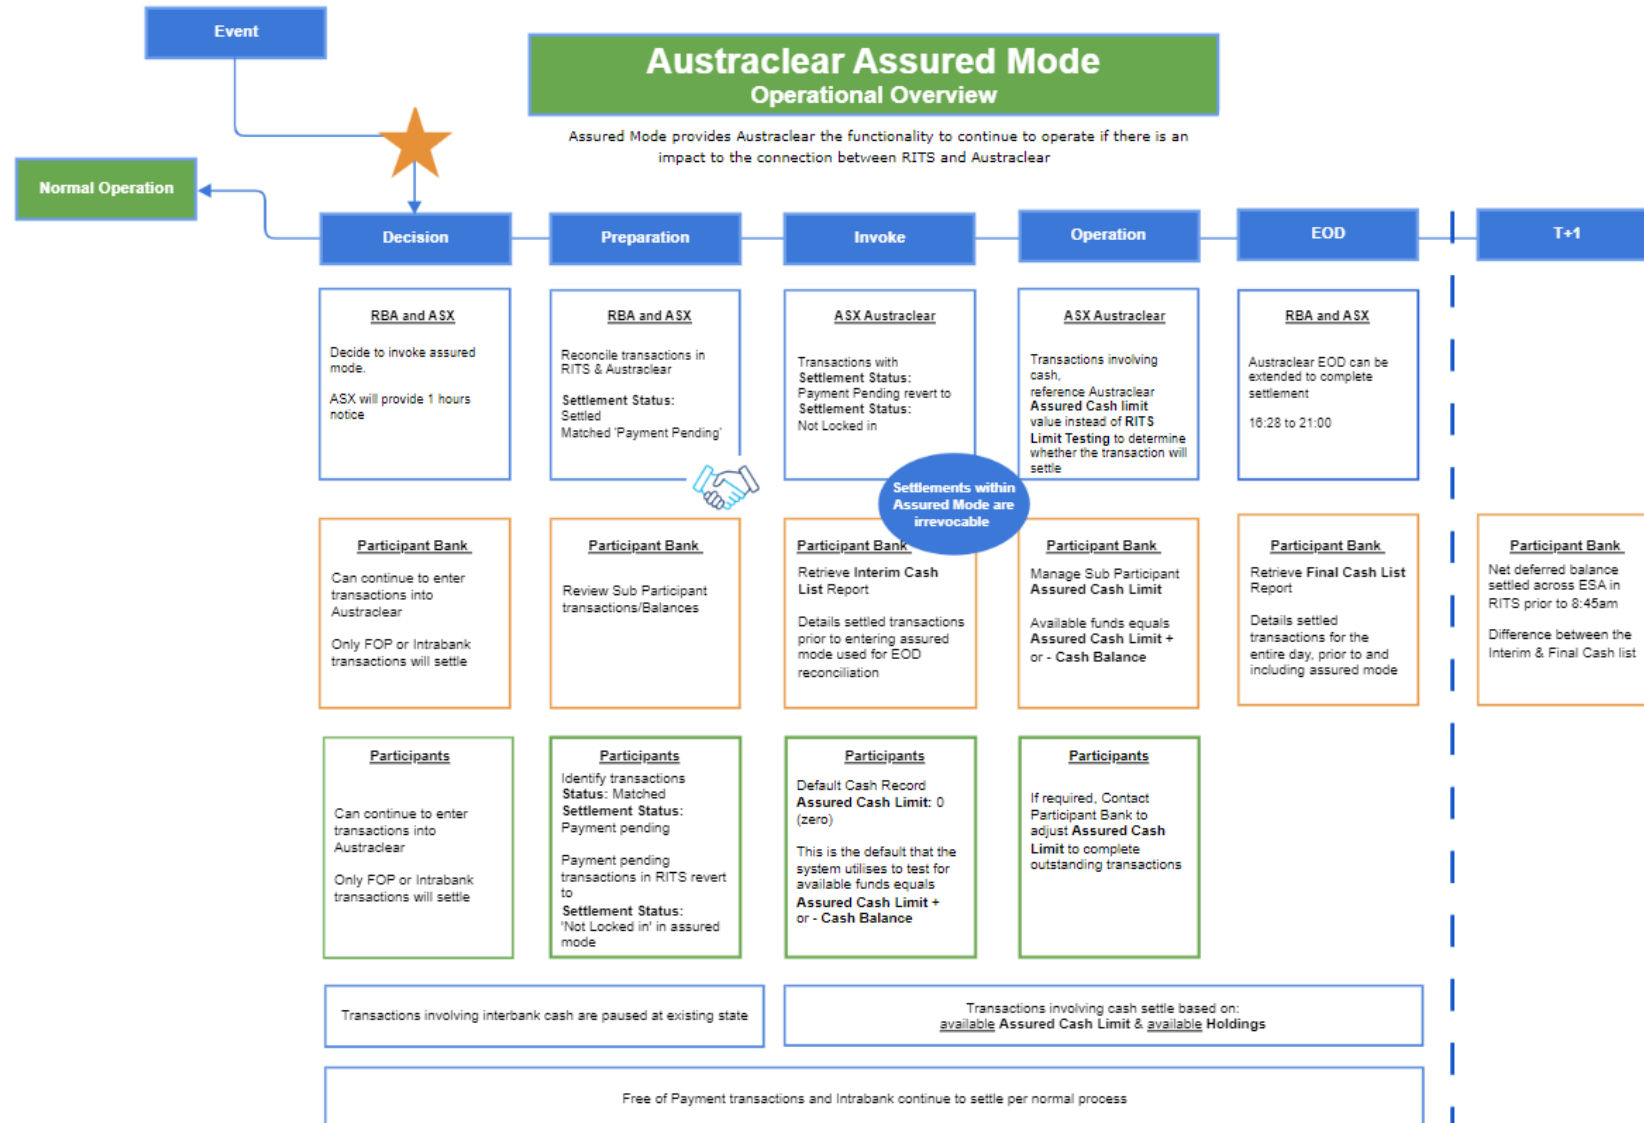 Event
Austraclear Assured Mode
Operational Overview
Assured Mode provides Austraclear the functionality to continue to operate if there is an
impact to the connection between RITS and Austraclear
Normal Operation
Decision
Preparation
Invoke
Operation
EOD
T+1
RBA and ASX
Decide to invoke assured
mode.
ASX will provide 1 hours
notice
RBA and ASX
Reconcile transactions in
RITS & Austraclear
Settlement Status:
Settled
Matched 'Payment Pending'
ASX Austraclear
Transactions with
Settlement Status:
Payment Pending revert to
Settlement Status:
Not Locked in
ASX Austraclear
Transactions involving
cash,
reference Austraclear
Assured Cash limit
value instead of RITS
Limit Testing to determine
whether the transaction will
settle
RBA and ASX
Austraclear EOD can be
extended to complete
settlement
16:28 to 21:00
Settlements within
Assured Mode are
irrevocable
Participant Bank
Can continue to enter
transactions into
Austraclear
Only FOP or Intrabank
transactions will settle
Participant Bank
Review Sub Participant
transactions/Balances
Participant Bank
Retrieve Interim Cash
List Report
Details settled transactions
prior to entering assured
mode used for EOD
reconciliation
Participant Bank
Manage Sub Participant
Assured Cash Limit
Available funds equals
Assured Cash Limit +
or - Cash Balance
Participant Bank
Retrieve Final Cash List
Report
Details settled
transactions for the
entire day, prior to and
including assured mode
Participant Bank
Net deferred balance
settled across ESA in
RITS prior to 8:45am
Difference between the
Interim & Final Cash list
Participants
Can continue to enter
transactions into
Austraclear
Only FOP or Intrabank
transactions will settle
Participants
Identify transactions
Status: Matched
Settlement Status:
Payment pending
Payment pending
transactions in RITS revert
to
Settlement Status:
'Not Locked in' in assured
mode
Participants
Default Cash Record
Assured Cash Limit: 0
(zero)
This is the default that the
system utilises to test for
available funds equals
Assured Cash Limit +
or - Cash Balance
Participants
If required, Contact
Participant Bank to
adjust Assured Cash
Limit to complete
outstanding transactions
Transactions involving interbank cash are paused at existing state
Transactions involving cash settle based on:
available Assured Cash Limit & available Holdings
Free of Payment transactions and Intrabank continue to settle per normal process